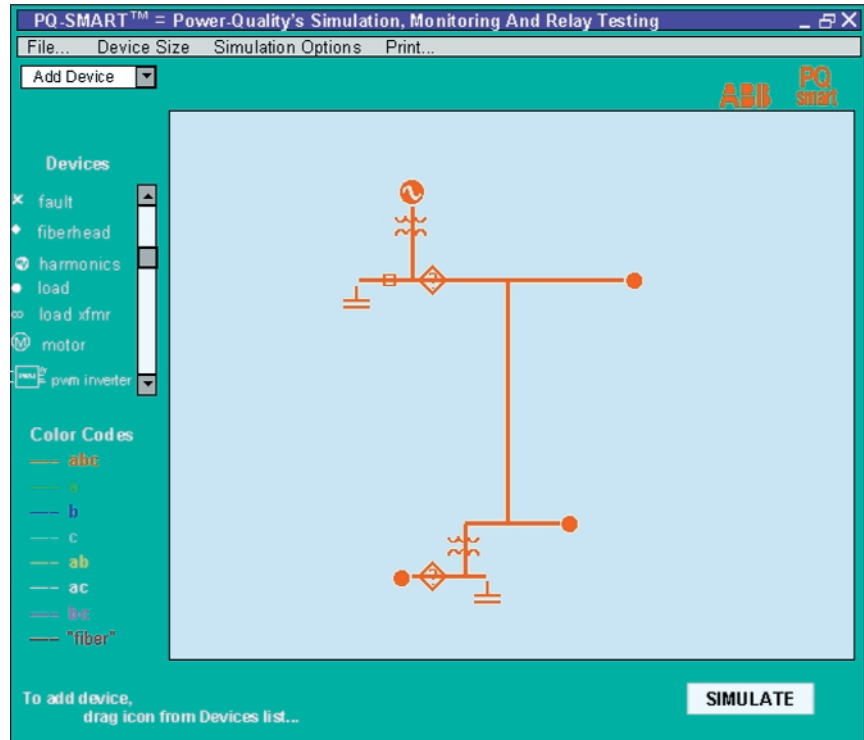 PQ-SMART™ = Power-Quality's Simulation, Monitoring And Relay Testing
File... Device Size Simulation Options Print...
Add Device
ABB
PQ
smart
Devices
fault
fiberhead
harmonics
load
load xfmr
motor
M
pwm inverter
Color Codes
abc
a
b
c
ab
ac
bc
"fiber"
To add device,
drag icon from Devices list...
SIMULATE
?
?